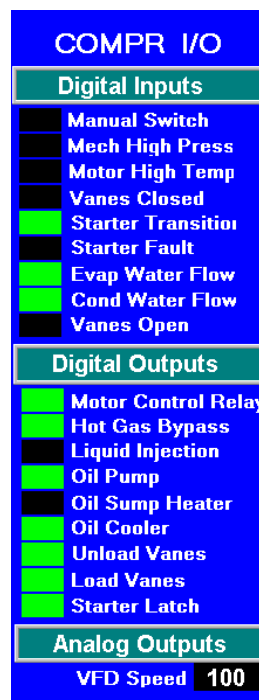 COMPR I/O
Digital Inputs
Manual Switch
Mech High Press
Motor High Temp
Vanes Closed
Starter Transition
Starter Fault
Evap Water Flow
Cond Water Flow
Vanes Open
Digital Outputs
Motor Control Relay
Hot Gas Bypass
Liquid Injection
Oil Pump
Oil Sump Heater
Oil Cooler
Unload Vanes
Load Vanes
Starter Latch
Analog Outputs
VFD Speed 100